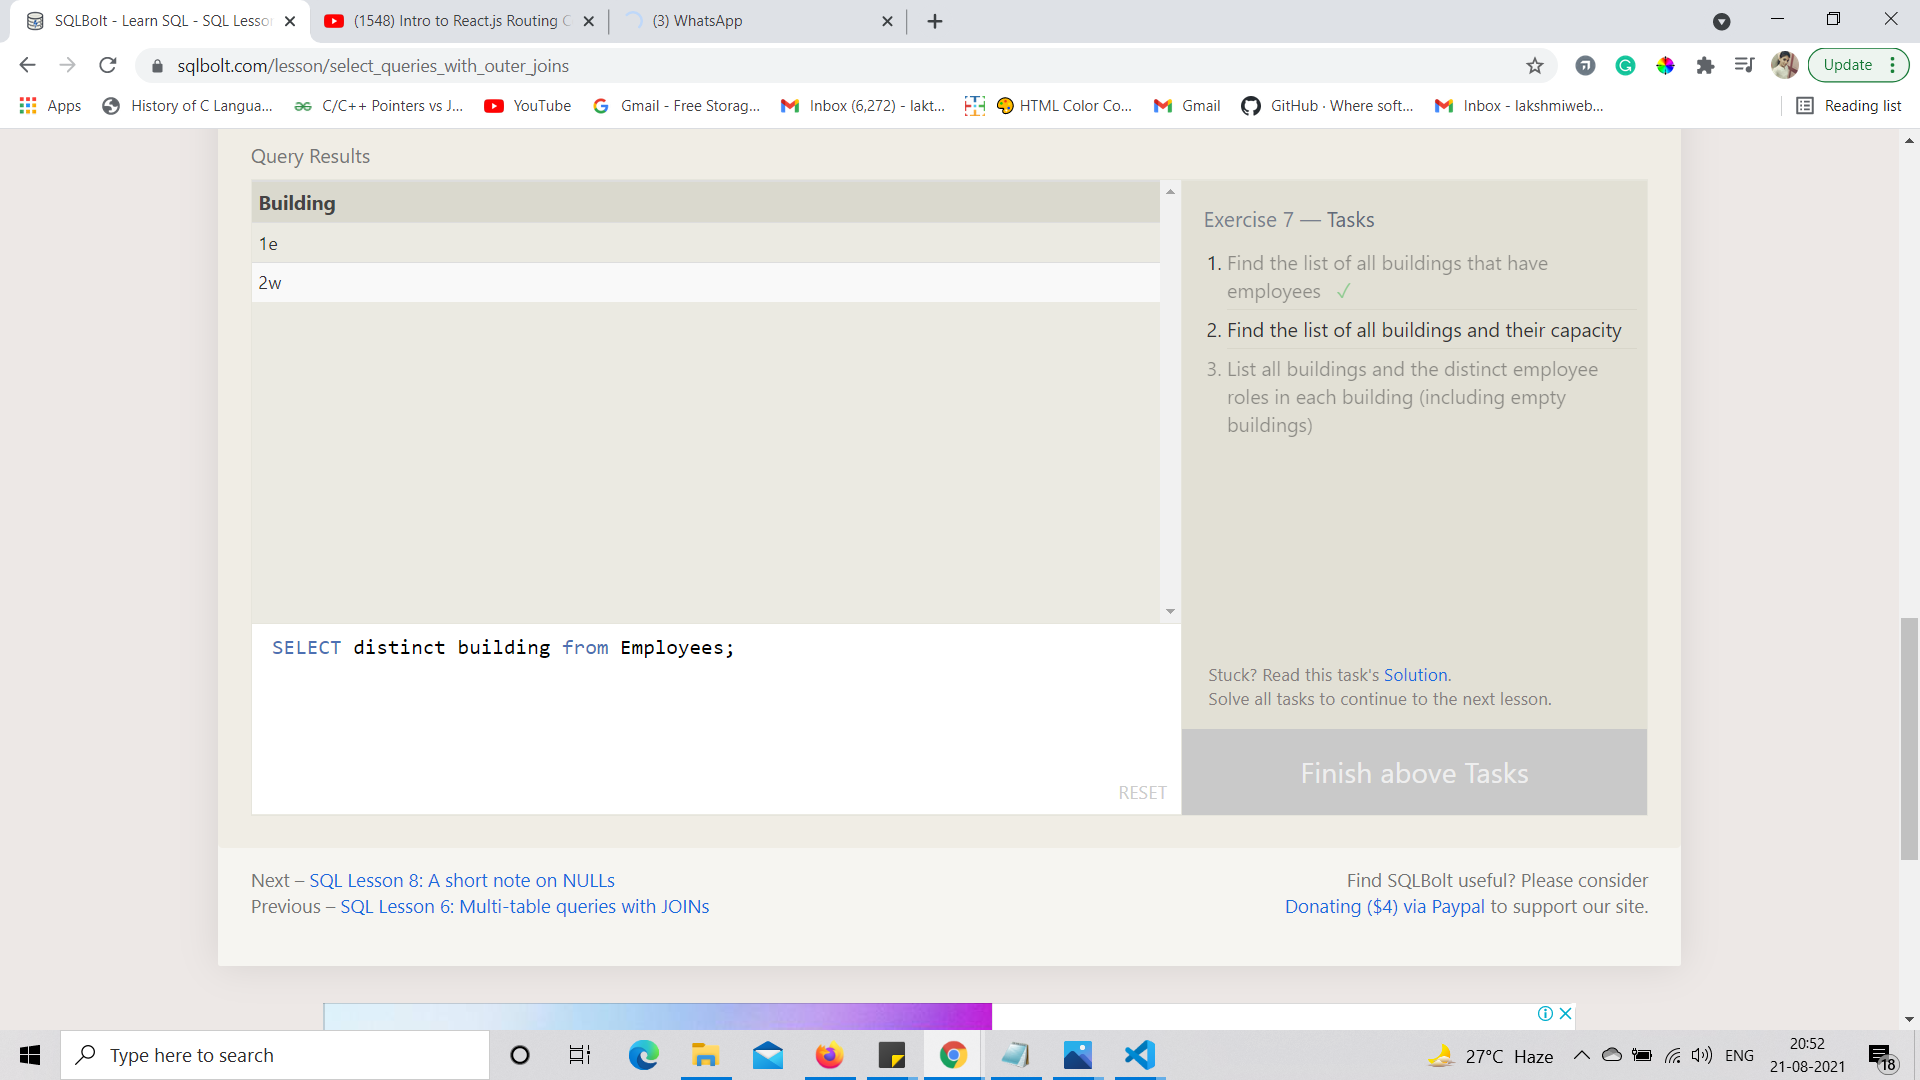 SQLBolt - Learn SQL - SQL Lesson
(1548) Intro to React.js Routing C
(3) WhatsApp
sqlbolt.com/lesson/select_queries_with_outer_joins
Update
Apps
History of C Langua...
C/C++ Pointers vs J...
YouTube
Gmail - Free Storag...
Inbox (6,272) - lakt...
HTML Color Co...
Gmail
GitHub · Where soft...
Inbox - lakshmiweb...
Reading list
Query Results
Building
1e
2w
Exercise 7 — Tasks
1. Find the list of all buildings that have
employees ✓
2. Find the list of all buildings and their capacity
3. List all buildings and the distinct employee
roles in each building (including empty
buildings)
SELECT distinct building from Employees;
RESET
Stuck? Read this task's Solution.
Solve all tasks to continue to the next lesson.
Finish above Tasks
Next – SQL Lesson 8: A short note on NULLs
Previous – SQL Lesson 6: Multi-table queries with JOINs
Find SQLBolt useful? Please consider
Donating ($4) via Paypal to support our site.
Type here to search
27°C Haze
ENG
20:52
21-08-2021
18